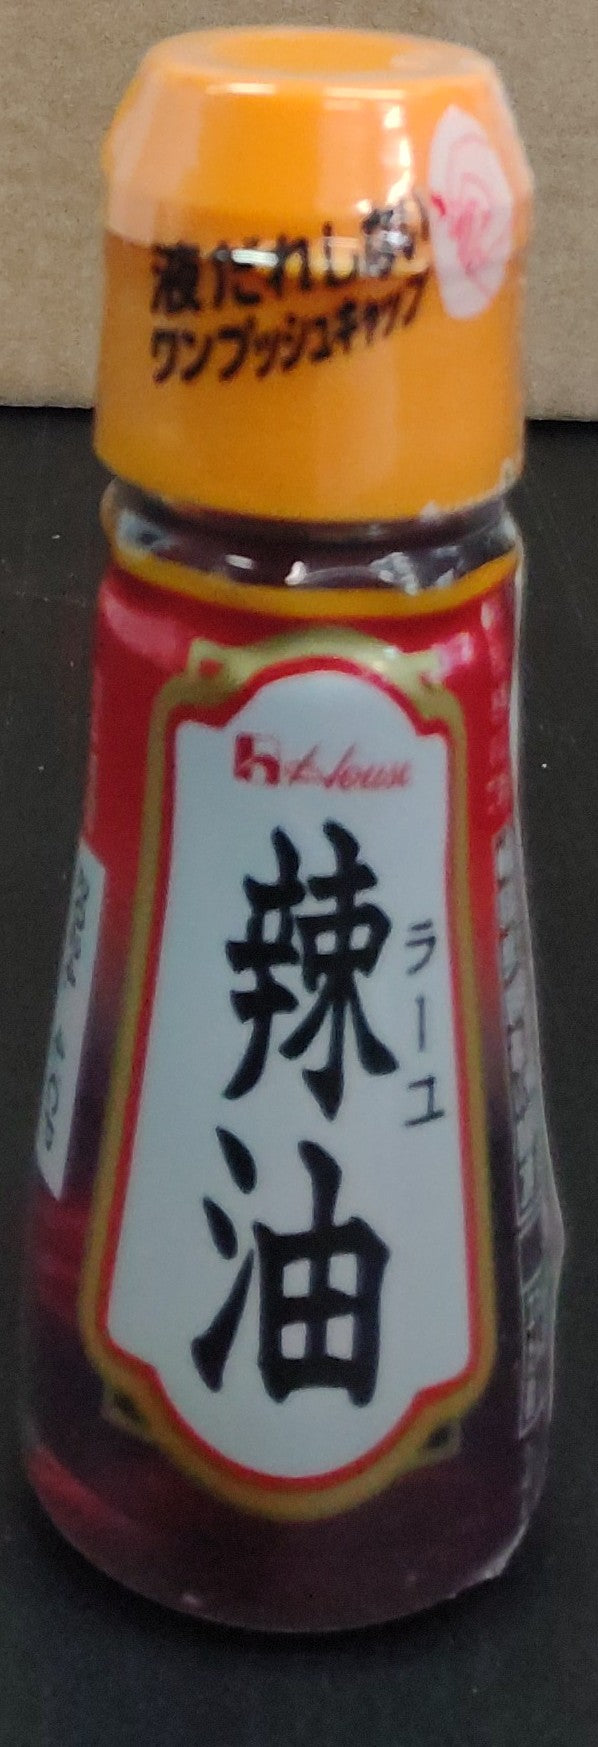 液だれしない
ワンプッシュキャップ
House
辣油
ラーユ